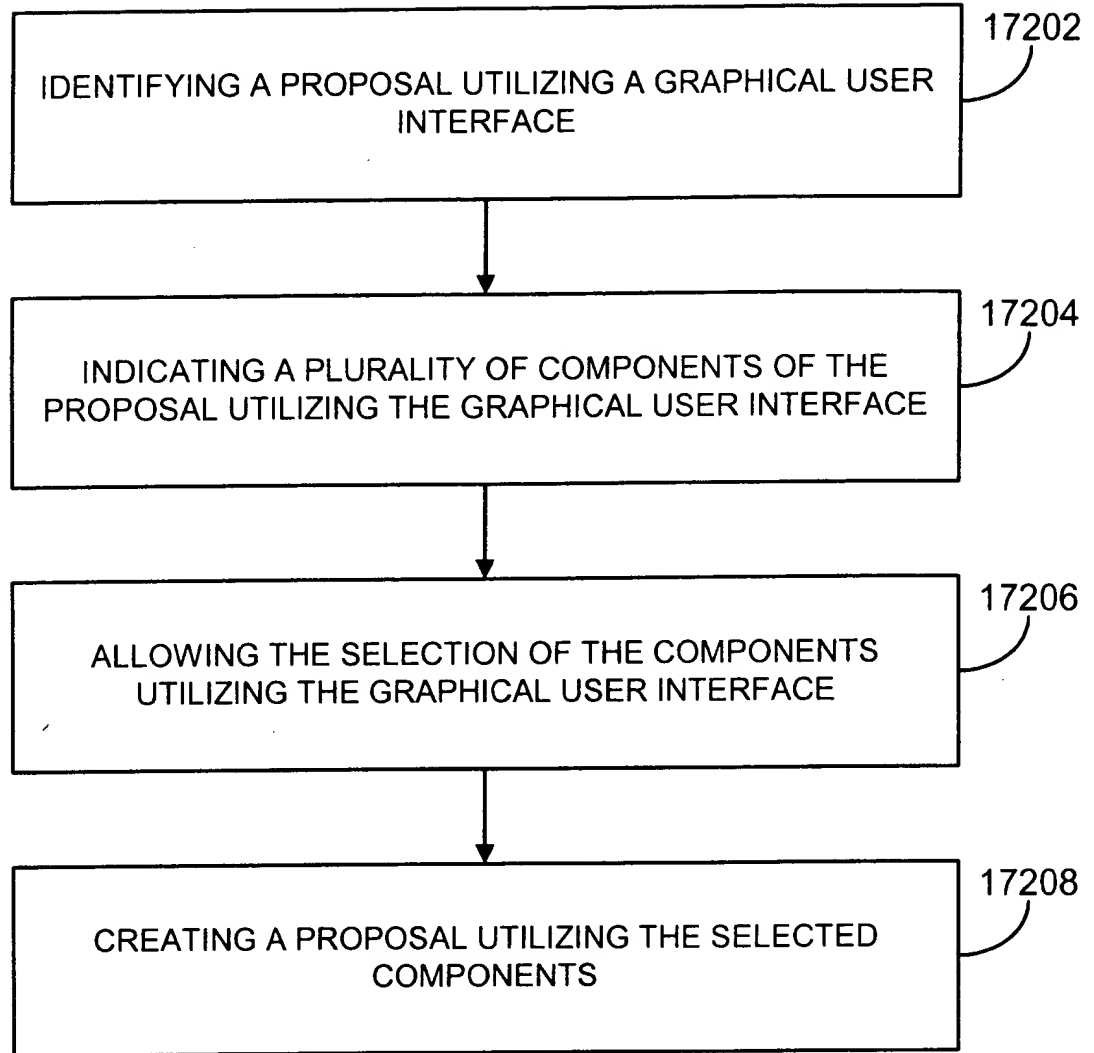 17202
IDENTIFYING A PROPOSAL UTILIZING A GRAPHICAL USER
INTERFACE
17204
INDICATING A PLURALITY OF COMPONENTS OF THE
PROPOSAL UTILIZING THE GRAPHICAL USER INTERFACE
17206
ALLOWING THE SELECTION OF THE COMPONENTS
UTILIZING THE GRAPHICAL USER INTERFACE
17208
CREATING A PROPOSAL UTILIZING THE SELECTED
COMPONENTS